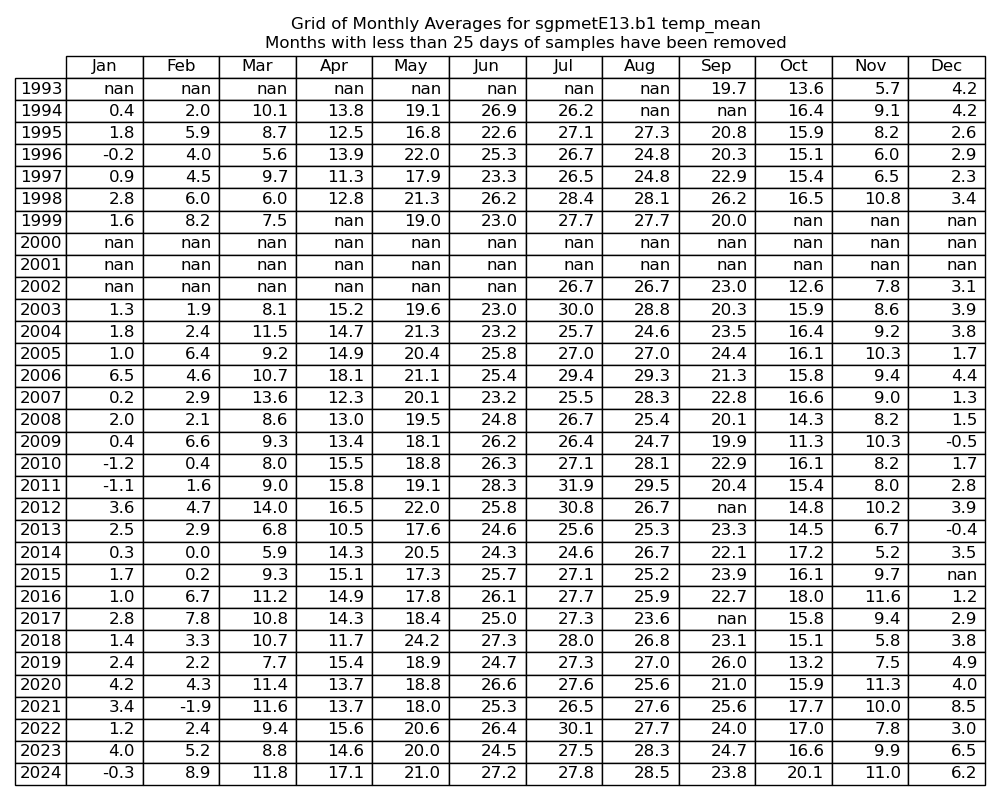 Grid of Monthly Averages for sgpmetE13.b1 temp_mean
Months with less than 25 days of samples have been removed
Jan Feb Mar Apr May Jun Jul Aug Sep Oct Nov Dec
1993 nan nan nan nan nan nan nan nan 19.7 13.6 5.7 4.2
1994 0.4 2.0 10.1 13.8 19.1 26.9 26.2 nan nan 16.4 9.1 4.2
1995 1.8 5.9 8.7 12.5 16.8 22.6 27.1 27.3 20.8 15.9 8.2 2.6
1996 -0.2 4.0 5.6 13.9 22.0 25.3 26.7 24.8 20.3 15.1 6.0 2.9
1997 0.9 4.5 9.7 11.3 17.9 23.3 26.5 24.8 22.9 15.4 6.5 2.3
1998 2.8 6.0 6.0 12.8 21.3 26.2 28.4 28.1 26.2 16.5 10.8 3.4
1999 1.6 8.2 7.5 nan 19.0 23.0 27.7 27.7 20.0 nan nan nan
2000 nan nan nan nan nan nan nan nan nan nan nan nan
2001 nan nan nan nan nan nan nan nan nan nan nan nan
2002 nan nan nan nan nan nan 26.7 26.7 23.0 12.6 7.8 3.1
2003 1.3 1.9 8.1 15.2 19.6 23.0 30.0 28.8 20.3 15.9 8.6 3.9
2004 1.8 2.4 11.5 14.7 21.3 23.2 25.7 24.6 23.5 16.4 9.2 3.8
2005 1.0 6.4 9.2 14.9 20.4 25.8 27.0 27.0 24.4 16.1 10.3 1.7
2006 6.5 4.6 10.7 18.1 21.1 25.4 29.4 29.3 21.3 15.8 9.4 4.4
2007 0.2 2.9 13.6 12.3 20.1 23.2 25.5 28.3 22.8 16.6 9.0 1.3
2008 2.0 2.1 8.6 13.0 19.5 24.8 26.7 25.4 20.1 14.3 8.2 1.5
2009 0.4 6.6 9.3 13.4 18.1 26.2 26.4 24.7 19.9 11.3 10.3 -0.5
2010 -1.2 0.4 8.0 15.5 18.8 26.3 27.1 28.1 22.9 16.1 8.2 1.7
2011 -1.1 1.6 9.0 15.8 19.1 28.3 31.9 29.5 20.4 15.4 8.0 2.8
2012 3.6 4.7 14.0 16.5 22.0 25.8 30.8 26.7 nan 14.8 10.2 3.9
2013 2.5 2.9 6.8 10.5 17.6 24.6 25.6 25.3 23.3 14.5 6.7 -0.4
2014 0.3 0.0 5.9 14.3 20.5 24.3 24.6 26.7 22.1 17.2 5.2 3.5
2015 1.7 0.2 9.3 15.1 17.3 25.7 27.1 25.2 23.9 16.1 9.7 nan
2016 1.0 6.7 11.2 14.9 17.8 26.1 27.7 25.9 22.7 18.0 11.6 1.2
2017 2.8 7.8 10.8 14.3 18.4 25.0 27.3 23.6 nan 15.8 9.4 2.9
2018 1.4 3.3 10.7 11.7 24.2 27.3 28.0 26.8 23.1 15.1 5.8 3.8
2019 2.4 2.2 7.7 15.4 18.9 24.7 27.3 27.0 26.0 13.2 7.5 4.9
2020 4.2 4.3 11.4 13.7 18.8 26.6 27.6 25.6 21.0 15.9 11.3 4.0
2021 3.4 -1.9 11.6 13.7 18.0 25.3 26.5 27.6 25.6 17.7 10.0 8.5
2022 1.2 2.4 9.4 15.6 20.6 26.4 30.1 27.7 24.0 17.0 7.8 3.0
2023 4.0 5.2 8.8 14.6 20.0 24.5 27.5 28.3 24.7 16.6 9.9 6.5
2024 -0.3 8.9 11.8 17.1 21.0 27.2 27.8 28.5 23.8 20.1 11.0 6.2